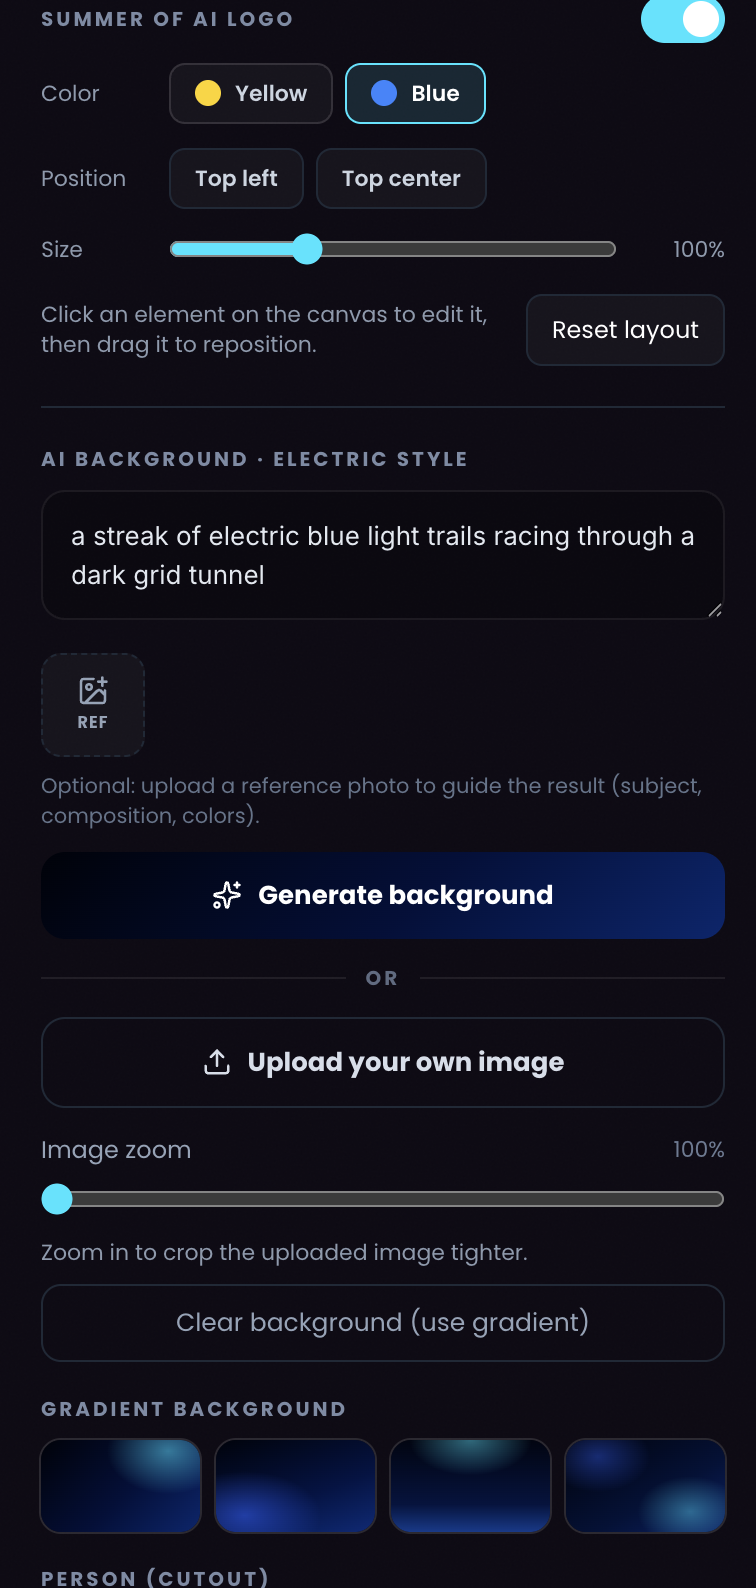 SUMMER OF AI LOGO
Color
Yellow
Blue
Position
Top left
Top center
Size
100%
Click an element on the canvas to edit it,
then drag it to reposition.
Reset layout
AI BACKGROUND · ELECTRIC STYLE
a streak of electric blue light trails racing through a
dark grid tunnel
REF
Optional: upload a reference photo to guide the result (subject,
composition, colors).
Generate background
OR
Upload your own image
Image zoom
100%
Zoom in to crop the uploaded image tighter.
Clear background (use gradient)
GRADIENT BACKGROUND
PERSON (CUTOUT)